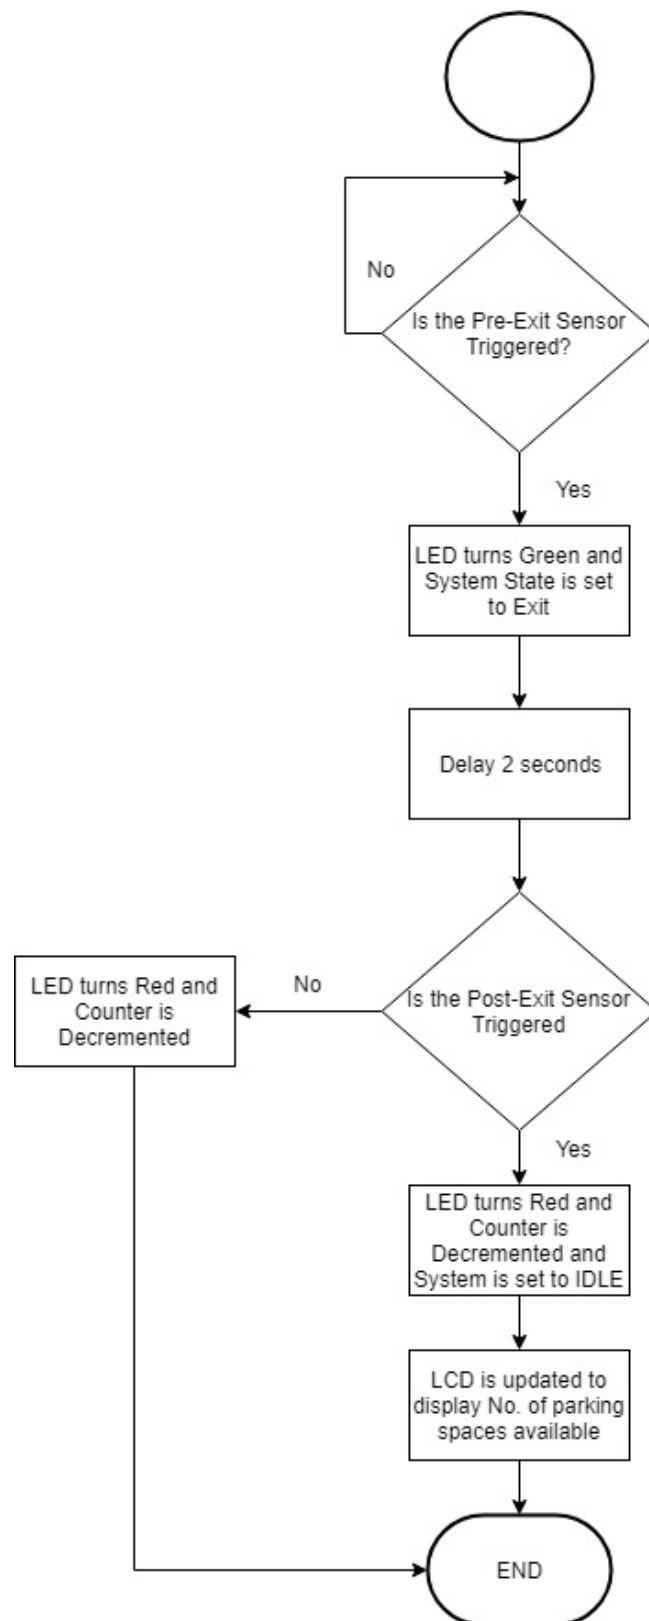 No
Is the Pre-Exit Sensor
Triggered?
Yes
LED turns Green and
System State is set
to Exit
Delay 2 seconds
Is the Post-Exit Sensor
Triggered
No
LED turns Red and
Counter is
Decremented
Yes
LED turns Red and
Counter is
Decremented and
System is set to IDLE
LCD is updated to
display No. of parking
spaces available
END